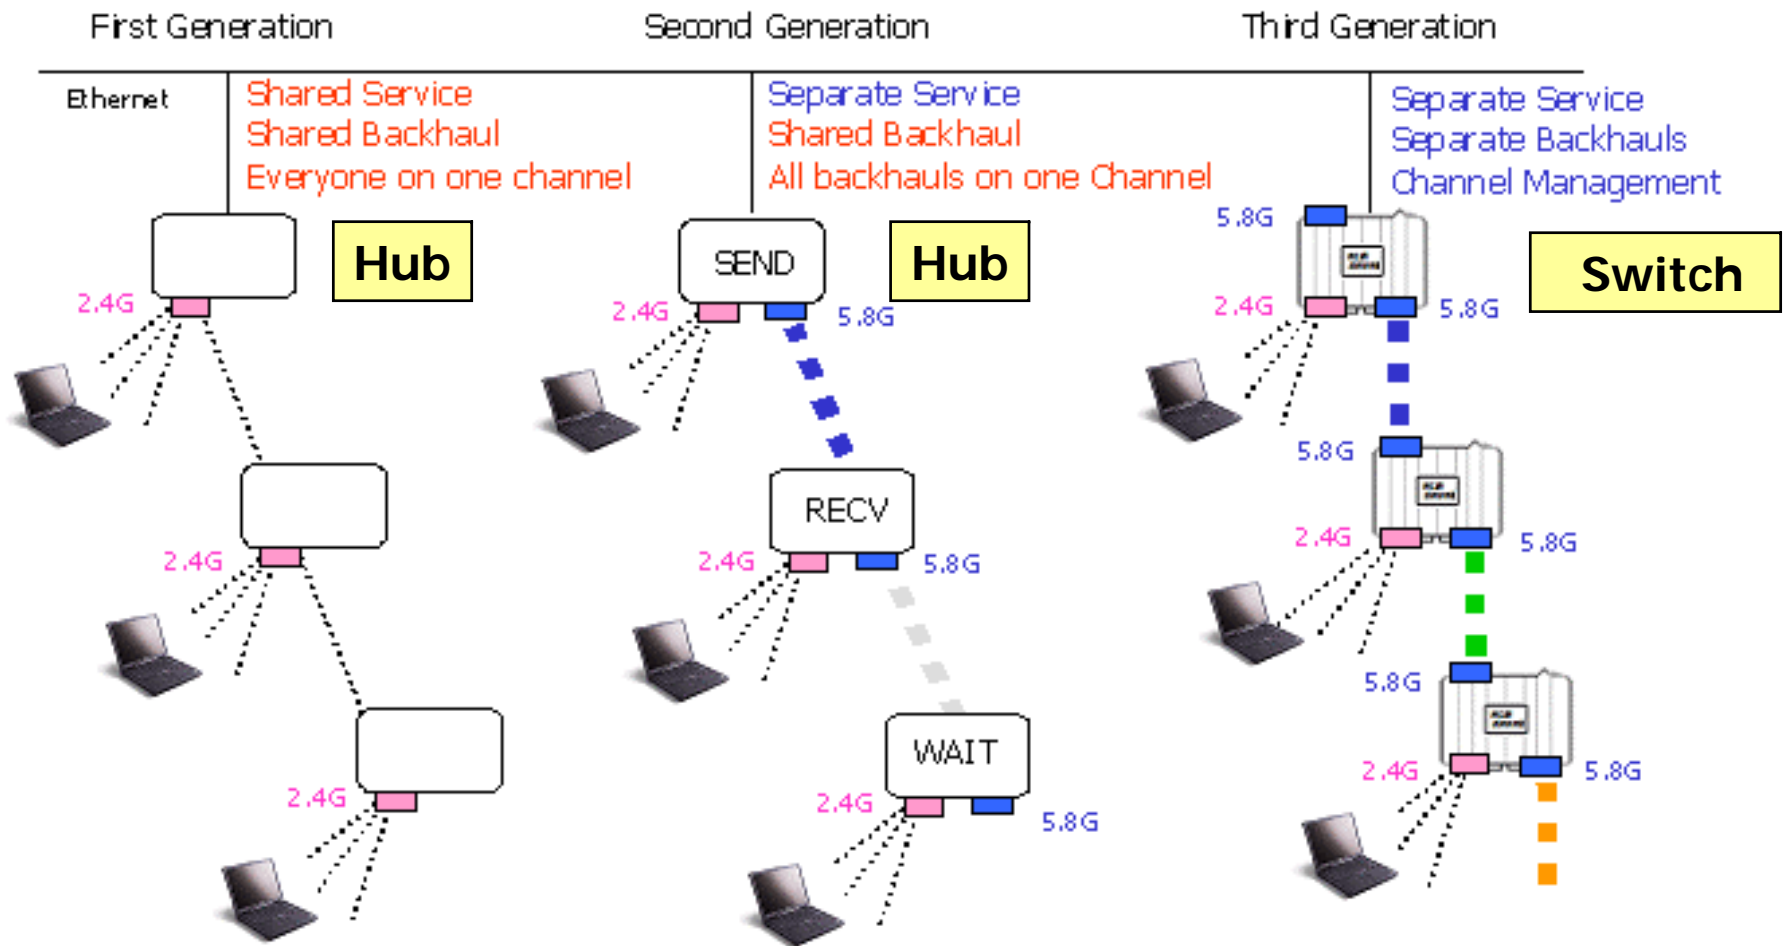 First Generation
Second Generation
Third Generation
Ethernet
Shared Service
Shared Backhaul
Everyone on one channel
Separate Service
Shared Backhaul
All backhauls on one Channel
Separate Service
Separate Backhauls
Channel Management
Hub
2.4G
2.4G
2.4G
SEND
Hub
2.4G
5.8G
RECV
2.4G
5.8G
WAIT
2.4G
5.8G
5.8G
Switch
2.4G
5.8G
5.8G
2.4G
5.8G
5.8G
2.4G
5.8G